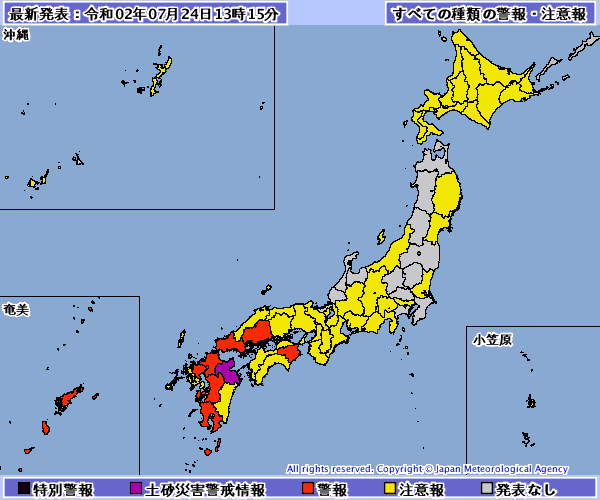 最新発表：令和02年07月24日13時15分
すべての種類の警報・注意報
沖縄
奄美
小笠原
All rights reserved. Copyright © Japan Meteorological Agency
特別警報 土砂災害警戒情報 警報 注意報 発表なし